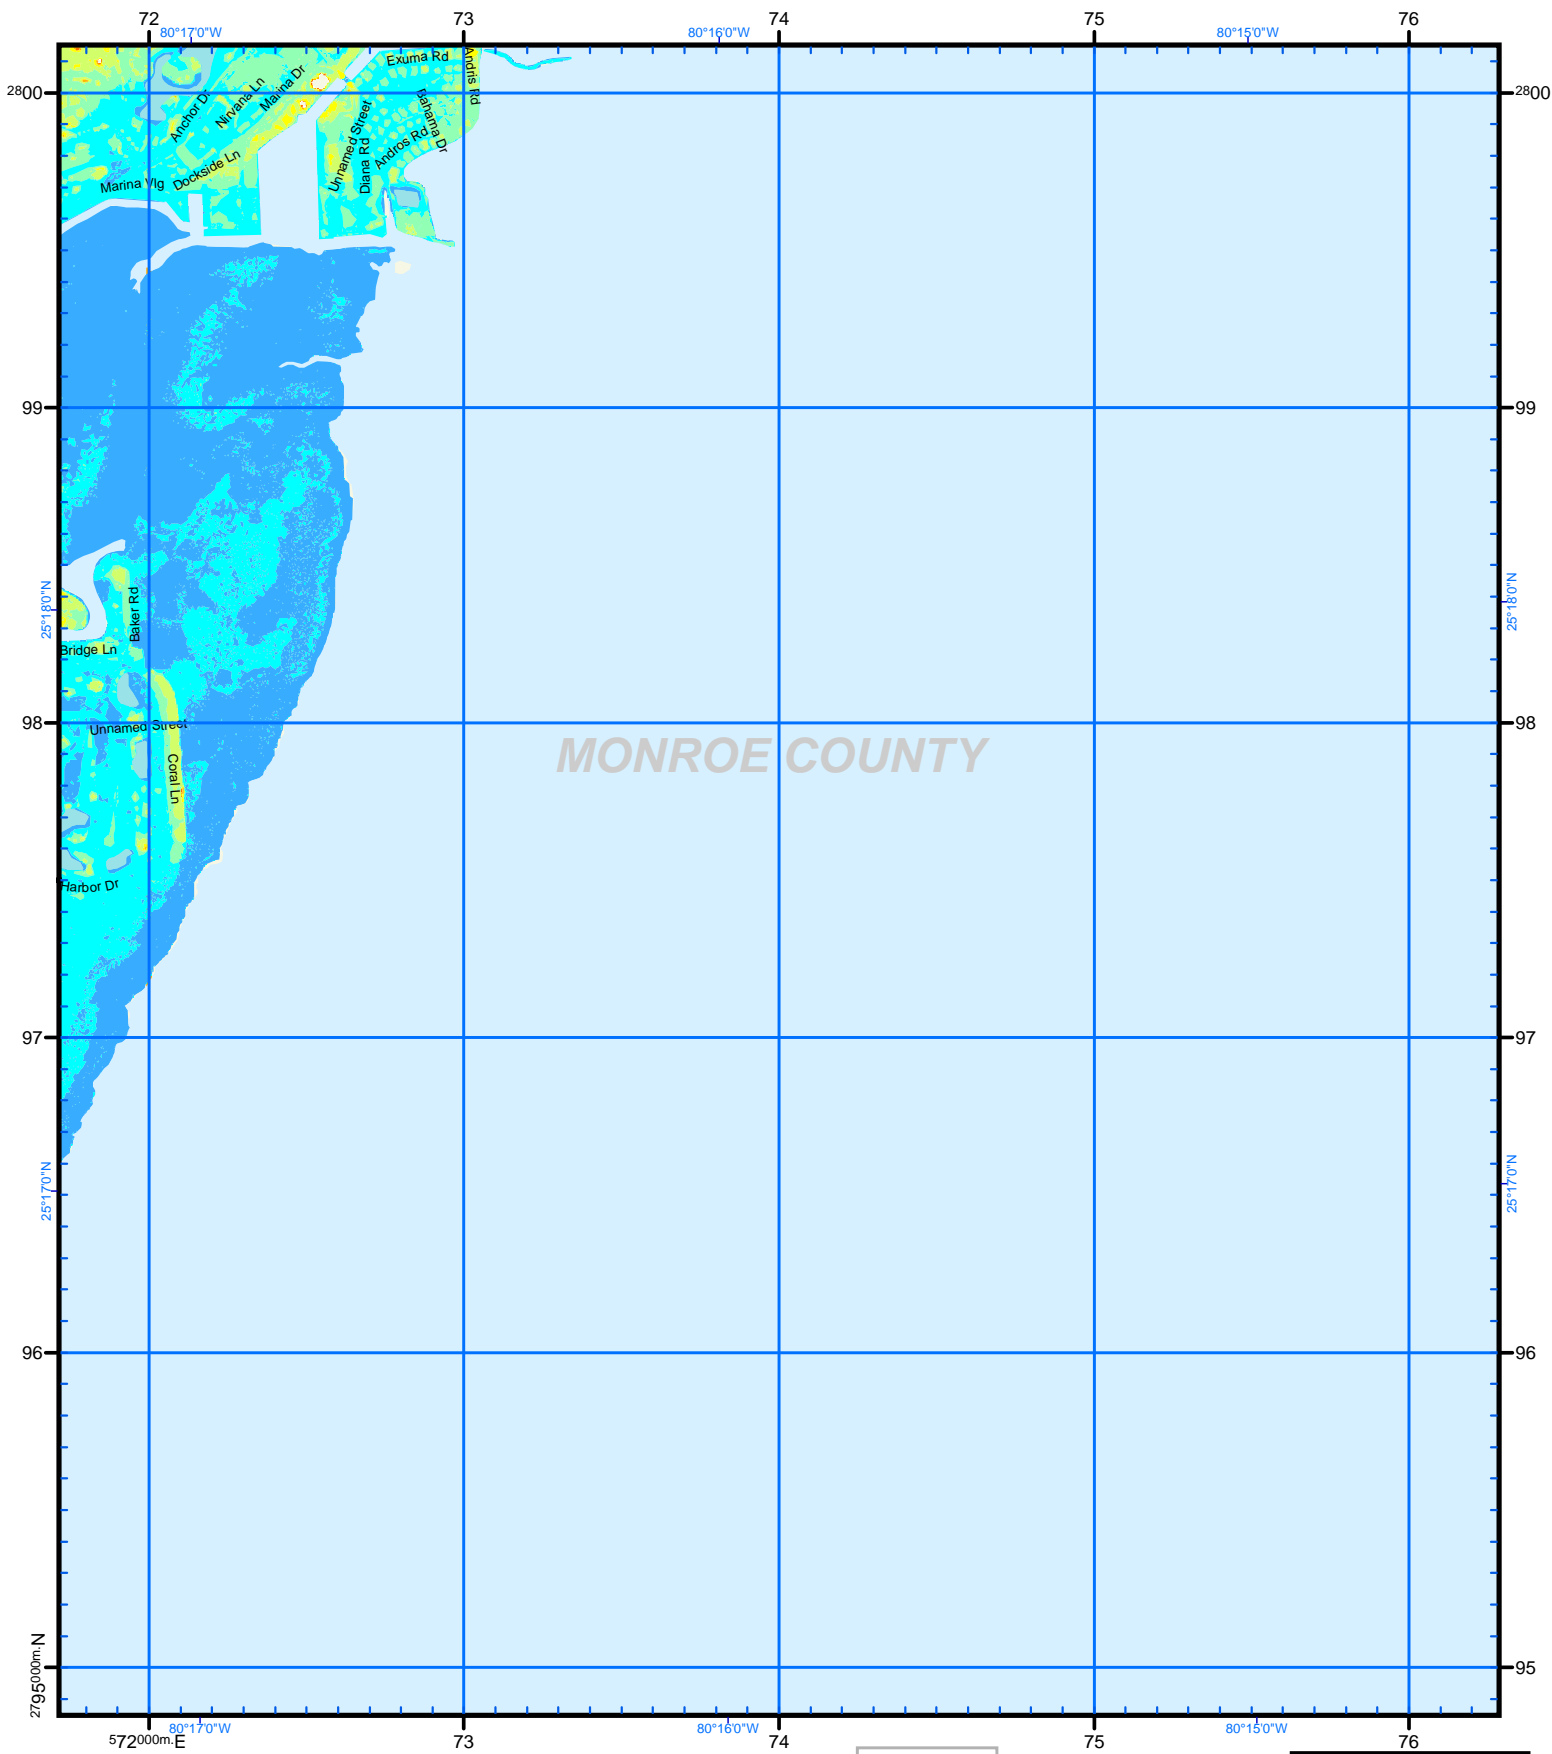 72 73 74 75 76
80°17'0"W 80°16'0"W 80°15'0"W
Exuma Rd
Andris Rd
2800 2800
Anchor Dr
Nirvana Ln
Marina Dr
Unnamed Street
Bahama Dr
Andros Rd
Diana Rd
Dockside Ln
Marina Vlg
99 99
25°18'0"N 25°18'0"N
Baker Rd
Bridge Ln
98 98
Unnamed Street
MONROE COUNTY
Coral Ln
Harbor Dr
97 97
25°17'0"N 25°17'0"N
96 96
2795000m.N 95
80°17'0"W 80°16'0"W 80°15'0"W
572000m.E 73 74 75 76